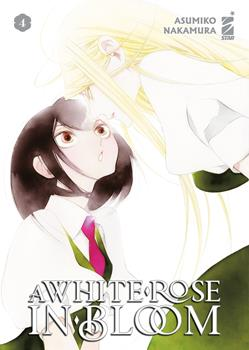 4
ASUMIKO
NAKAMURA
STAR
A WHITE ROSE
IN BLOOM